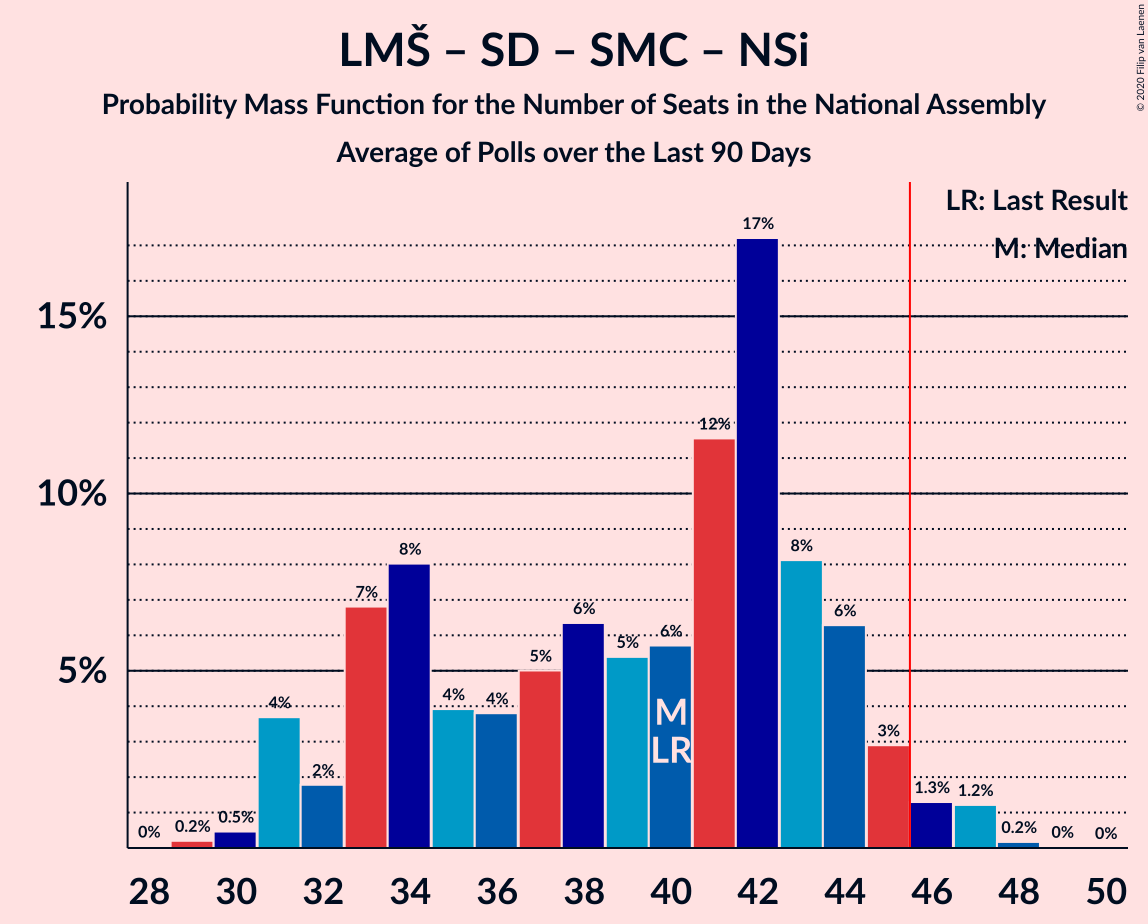 LMŠ – SD – SMC – NSi
Probability Mass Function for the Number of Seats in the National Assembly
Average of Polls over the Last 90 Days
© 2020 Filip van Laenen
LR: Last Result
M: Median
15%
10%
5%
0%
0.2%
0.5%
4%
2%
7%
8%
4%
4%
5%
6%
5%
6%
12%
17%
8%
6%
3%
1.3%
1.2%
0.2%
0%
0%
M
LR
28 30 32 34 36 38 40 42 44 46 48 50